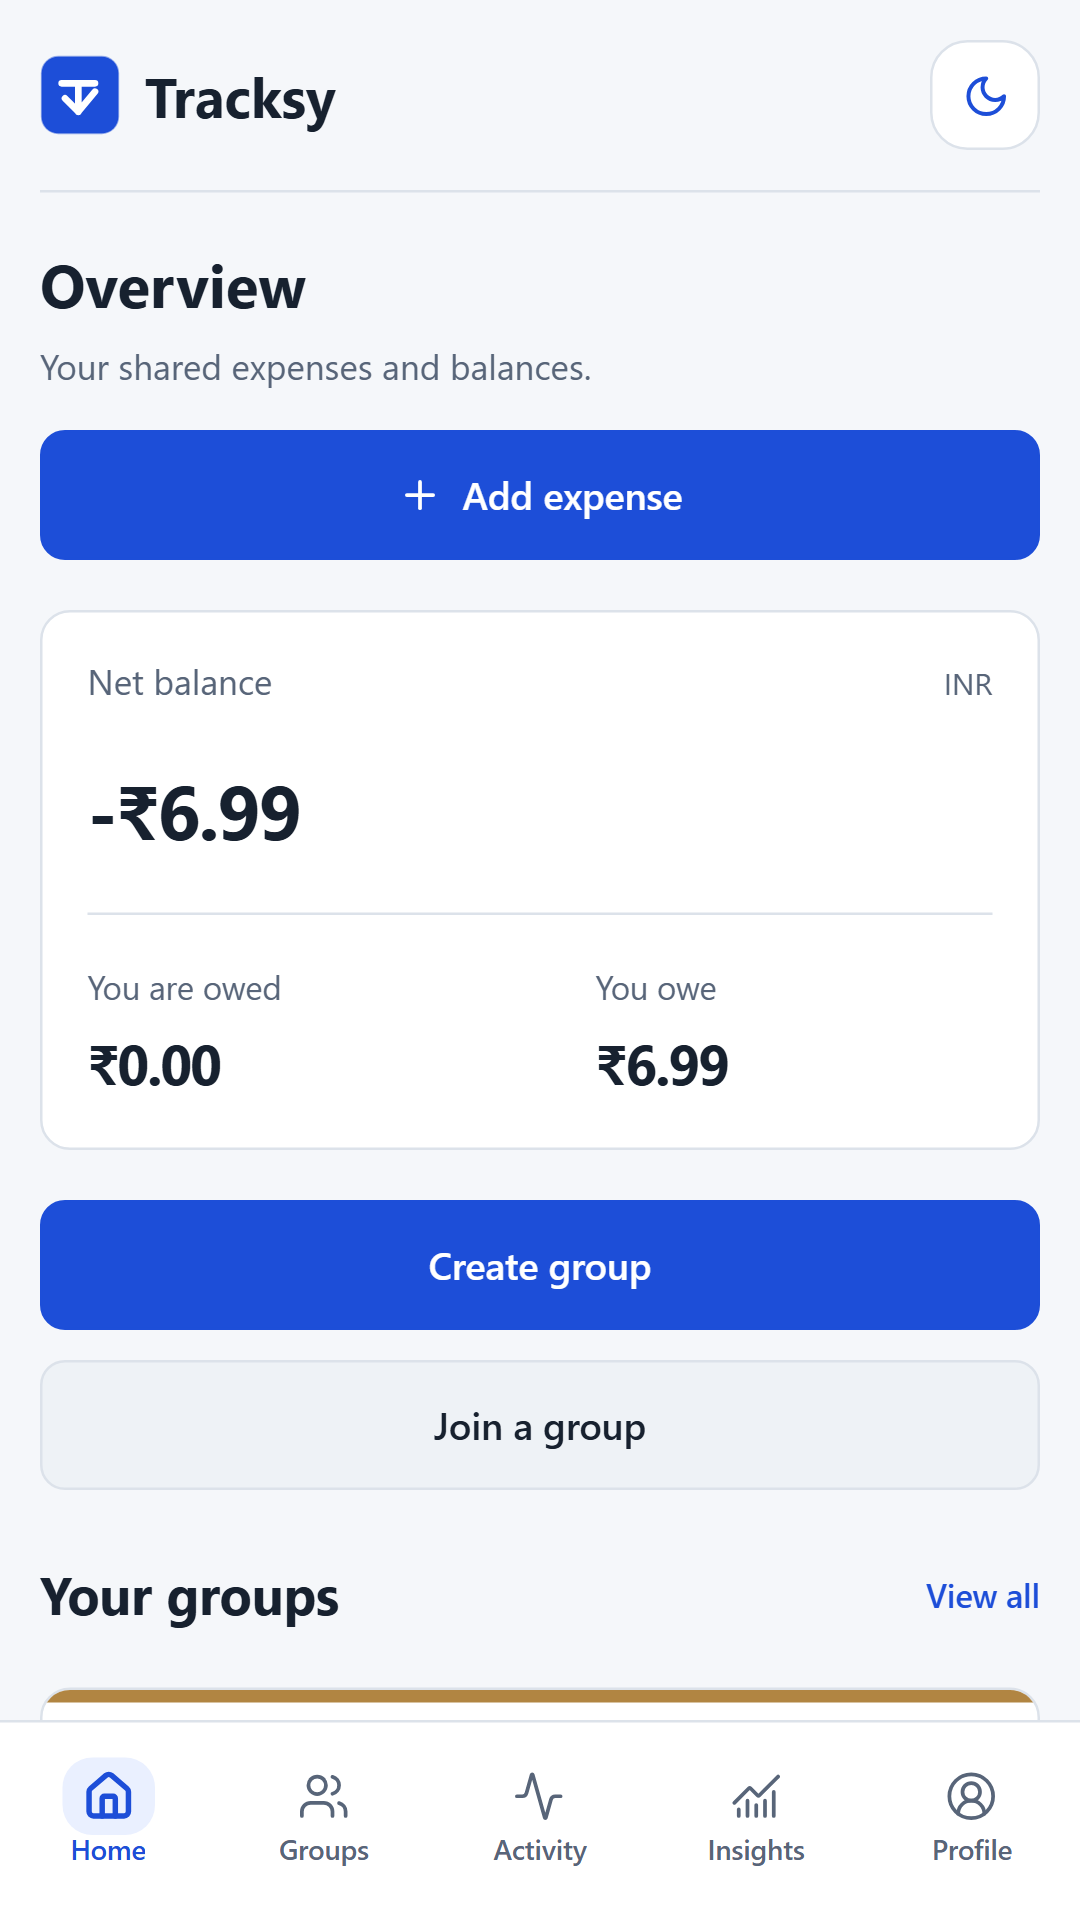 Tracksy
Overview
Your shared expenses and balances.
Add expense
Net balance
INR
-₹6.99
You are owed
You owe
₹0.00
₹6.99
Create group
Join a group
Your groups
View all
Home
Groups
Activity
Insights
Profile